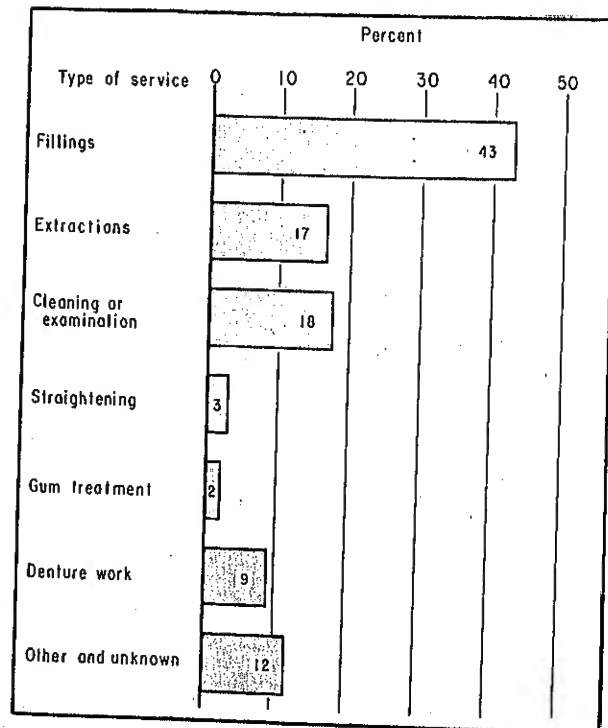 Percent
Type of service 0 10 20 30 40 50
Fillings 43
Extractions 17
Cleaning or
examination 18
Straightening 3
Gum treatment 2
Denture work 9
Other and unknown 12